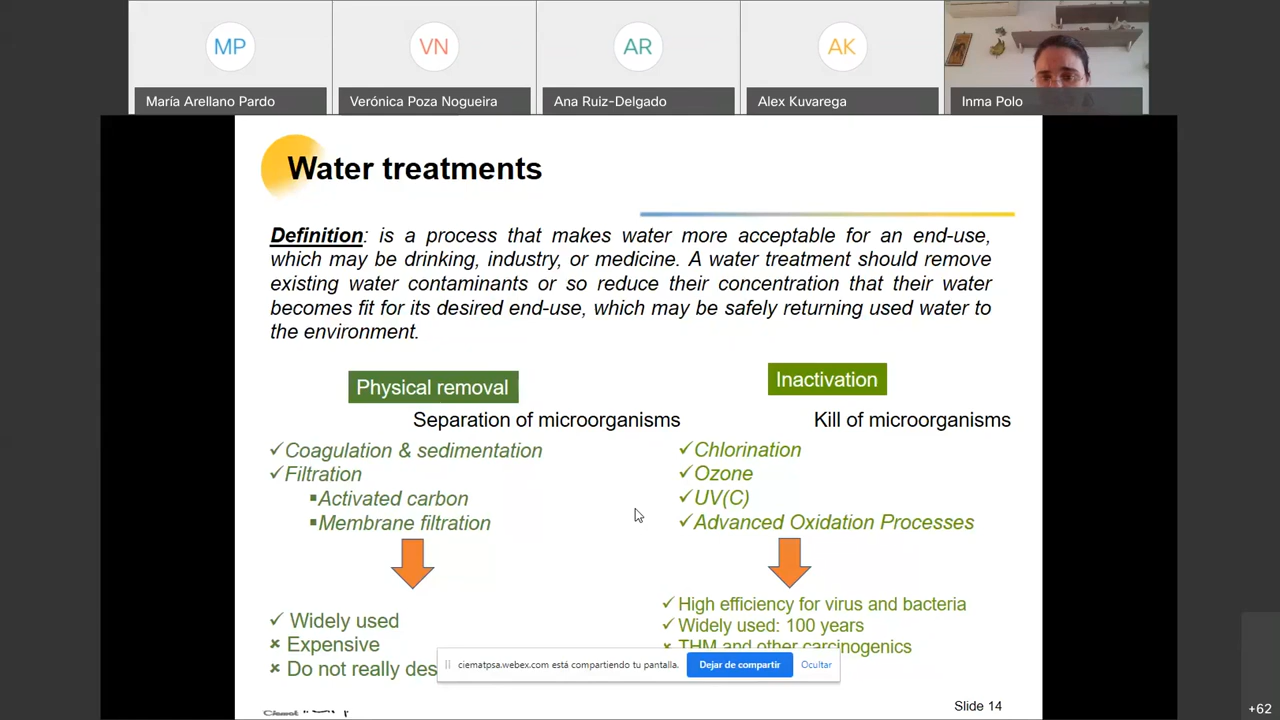 MP
VN
AR
AK
María Arellano Pardo
Verónica Poza Nogueira
Ana Ruiz-Delgado
Alex Kuvarega
Inma Polo
Water treatments
Definition: is a process that makes water more acceptable for an end-use,
which may be drinking, industry, or medicine. A water treatment should remove
existing water contaminants or so reduce their concentration that their water
becomes fit for its desired end-use, which may be safely returning used water to
the environment.
Physical removal
Separation of microorganisms
✓Coagulation & sedimentation
✓Filtration
▪Activated carbon
▪Membrane filtration
✓ Widely used
× Expensive
× Do not really des
Inactivation
Kill of microorganisms
✓Chlorination
✓Ozone
✓UV(C)
✓Advanced Oxidation Processes
✓ High efficiency for virus and bacteria
✓ Widely used: 100 years
× THM and other carcinogenics
ciematpsa.webex.com está compartiendo tu pantalla.
Dejar de compartir
Ocultar
Slide 14
+62